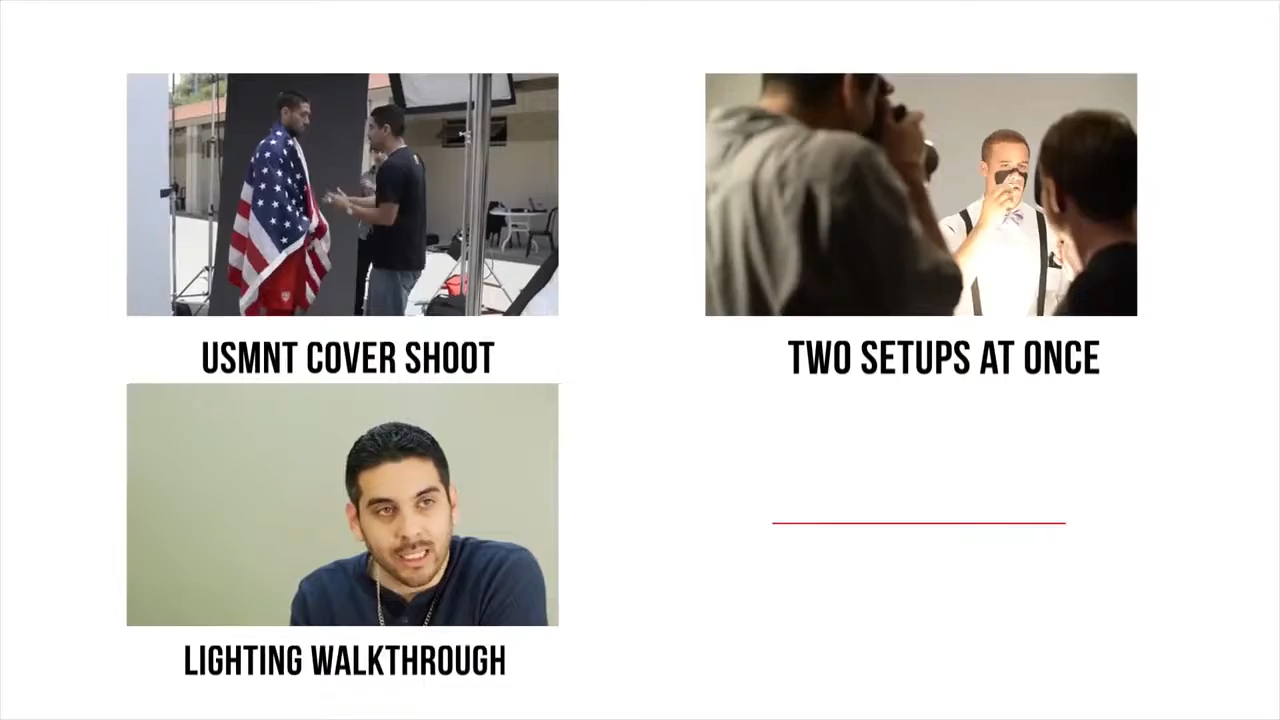 USMNT COVER SHOOT
TWO SETUPS AT ONCE
LIGHTING WALKTHROUGH